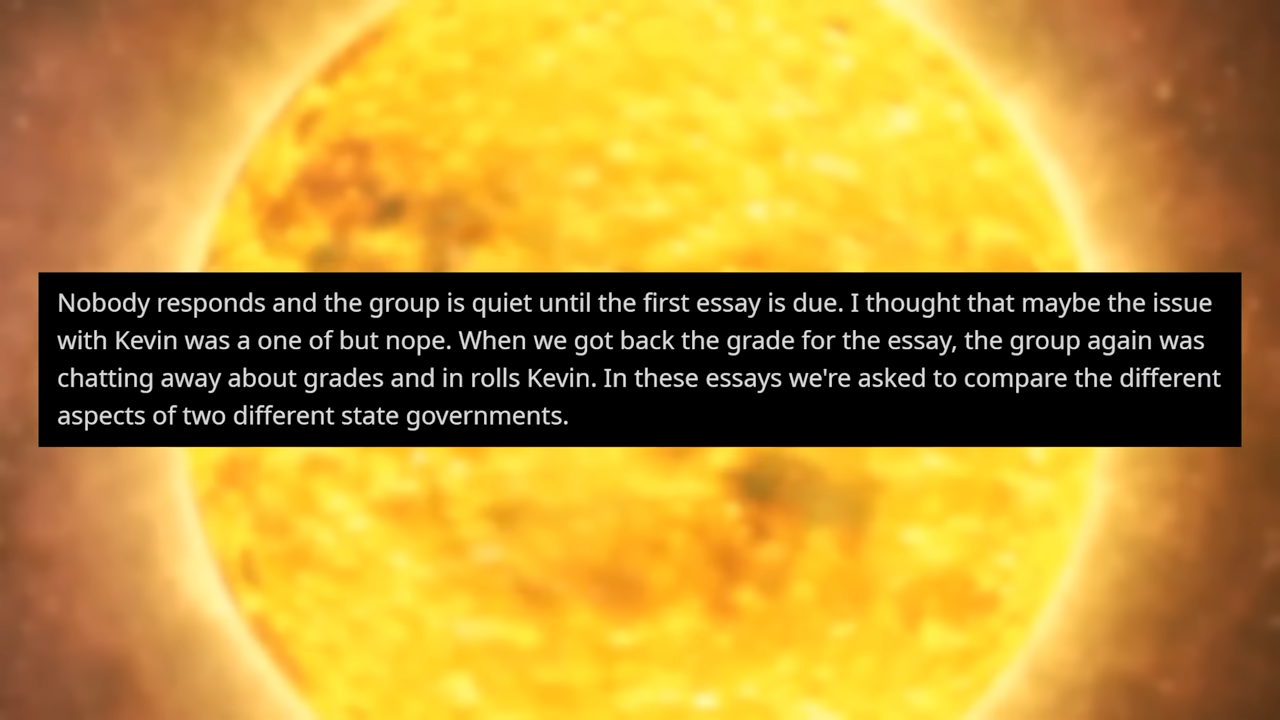 Nobody responds and the group is quiet until the first essay is due. I thought that maybe the issue
with Kevin was a one of but nope. When we got back the grade for the essay, the group again was
chatting away about grades and in rolls Kevin. In these essays we're asked to compare the different
aspects of two different state governments.